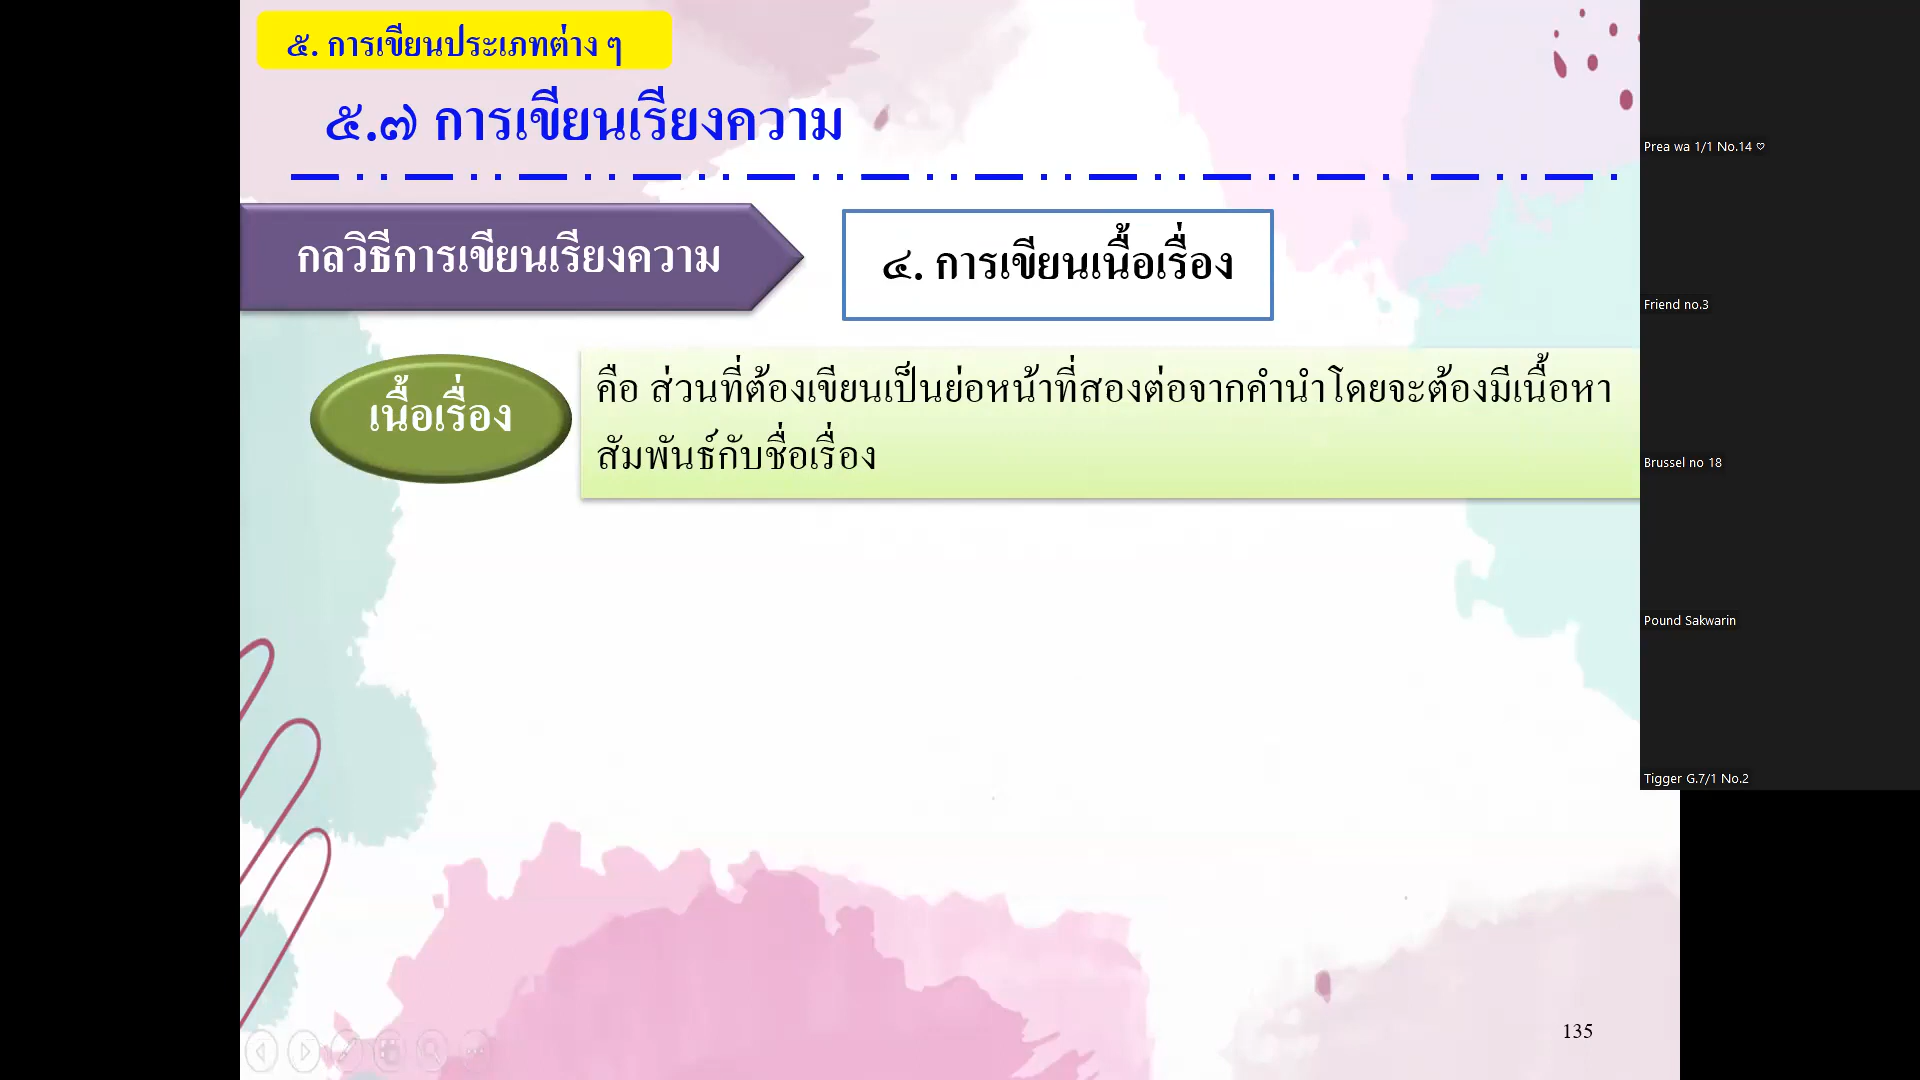 ๕. การเขียนประเภทต่าง ๆ
๕.๗ การเขียนเรียงความ
กลวิธีการเขียนเรียงความ
๔. การเขียนเนื้อเรื่อง
เนื้อเรื่อง
คือ ส่วนที่ต้องเขียนเป็นย่อหน้าที่สองต่อจากคำนำโดยจะต้องมีเนื้อหา
สัมพันธ์กับชื่อเรื่อง
Prea wa 1/1 No.14 ♡
Friend no.3
Brussel no 18
Pound Sakwarin
Tigger G.7/1 No.2
135